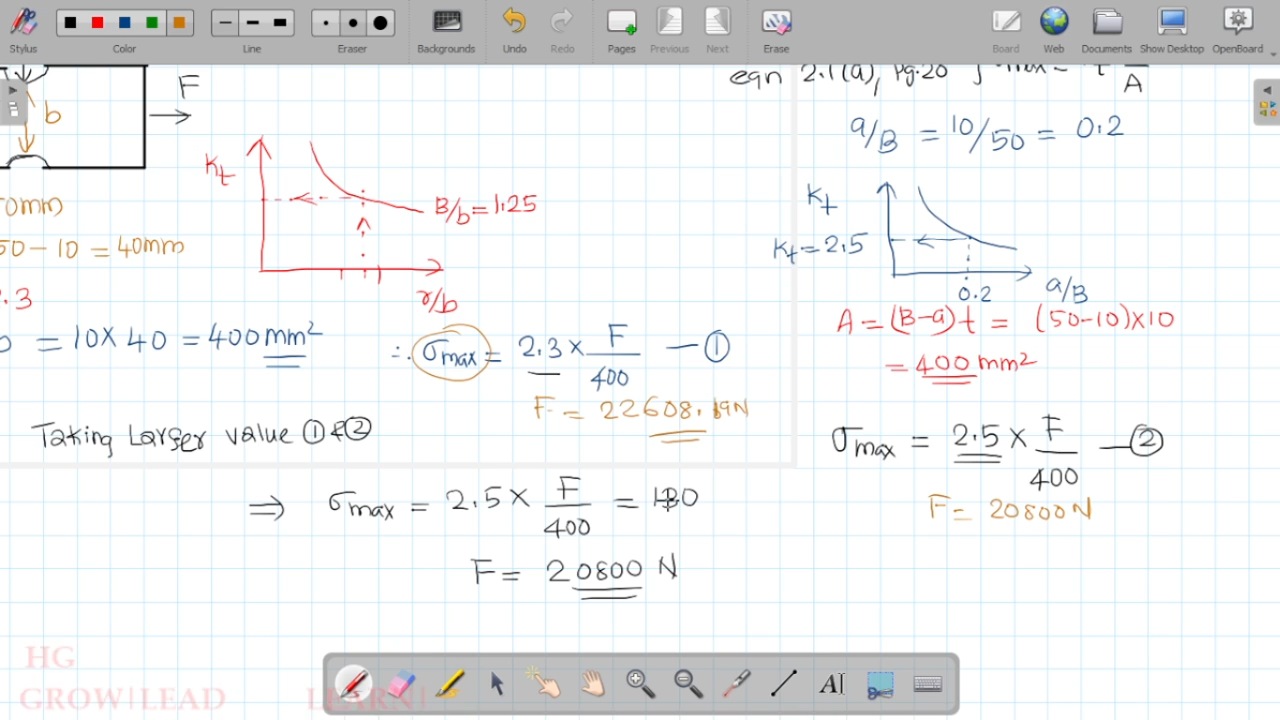 Stylus Color Line Eraser Backgrounds Undo Redo Pages Previous Next Erase Board Web Documents Show Desktop OpenBoard
F
b
50-10 = 40mm
= 10 × 40 = 400 mm²
Kt
B/b = 1.25
r/b
∴ σmax = 2.3 × F/400 — ①
F = 22608.
Taking Larger value ① & ②
⇒ σmax = 2.5 × F/400 = 130
F = 20800 N
eqn 2.1(a), Pg.20
A
a/B = 10/50 = 0.2
Kt
Kt = 2.5
0.2
a/B
A = (B-a) t = (50-10)×10
= 400 mm²
σmax = 2.5 × F/400 — ②
F = 20800 N
HG
GROW|LEAD LEARN|